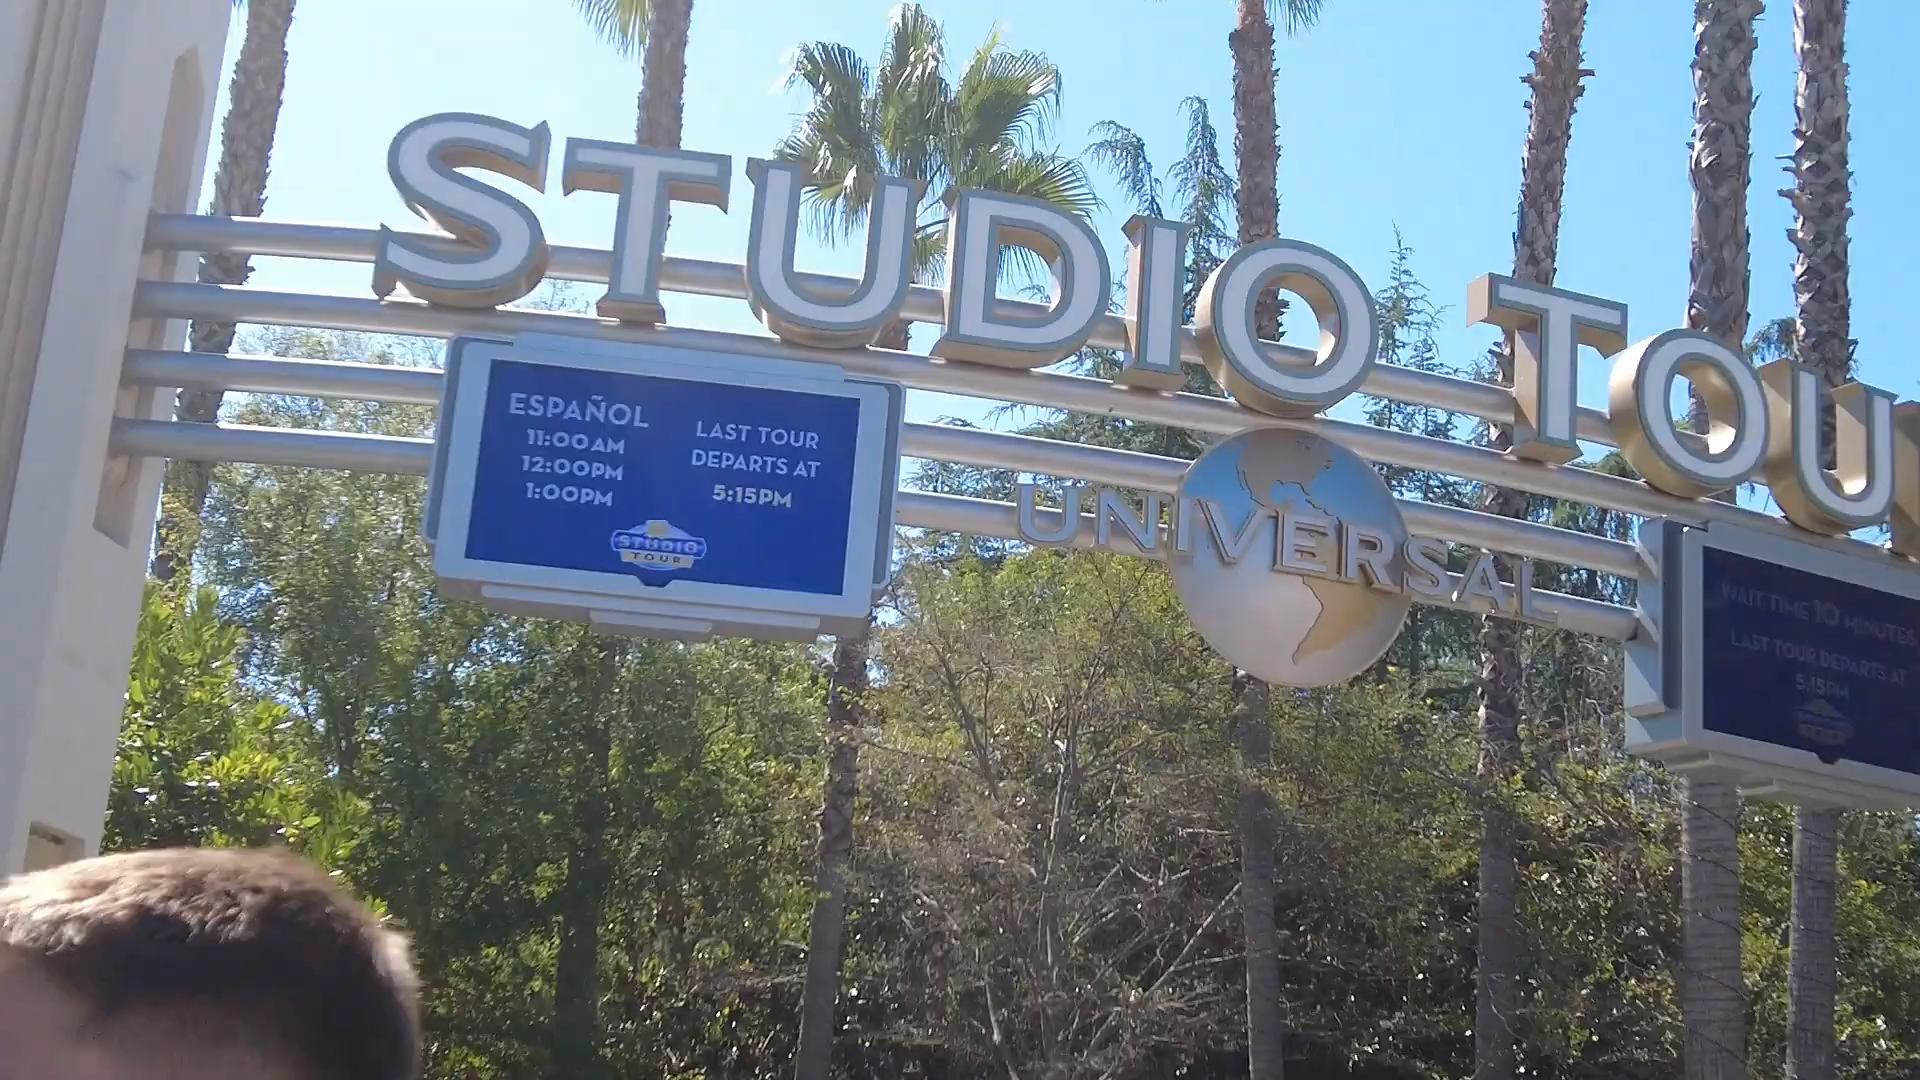 STUDIO TOU
ESPAÑOL
11:00AM
12:00PM
1:00PM
LAST TOUR
DEPARTS AT
5:15PM
STUDIO
TOUR
UNIVERSAL
WAIT TIME 10 MINUTES
LAST TOUR DEPARTS AT
5:15PM